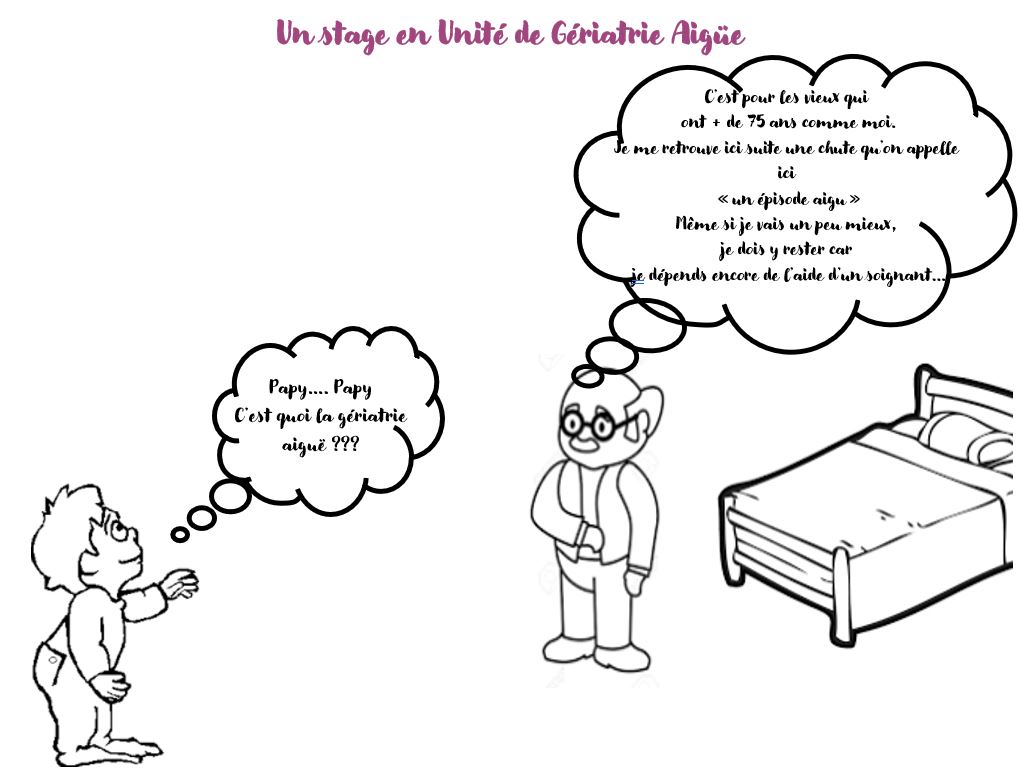 Un stage en Unité de Gériatrie Aigüe
C'est pour les vieux qui
ont + de 75 ans comme moi.
Je me retrouve ici suite une chute qu'on appelle
ici
« un épisode aigu »
Même si je vais un peu mieux,
je dois y rester car
je dépends encore de l'aide d'un soignant...
Papy.... Papy
C'est quoi la gériatrie
aiguë ???